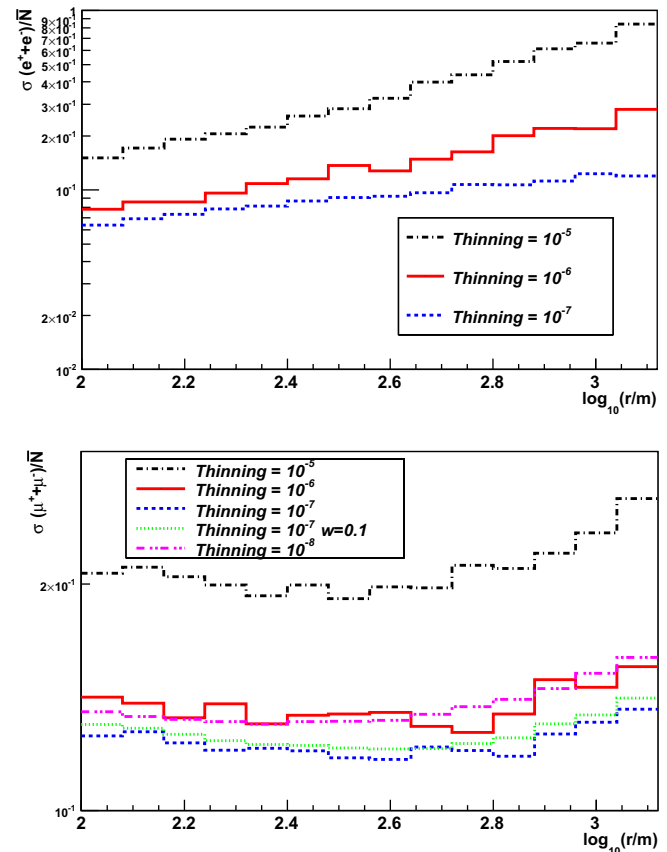 σ (e⁺+e⁻)/N̅
1
9×10⁻¹
8×10⁻¹
7×10⁻¹
6×10⁻¹
5×10⁻¹
4×10⁻¹
3×10⁻¹
2×10⁻¹
10⁻¹
2×10⁻²
10⁻²
Thinning = 10⁻⁵
Thinning = 10⁻⁶
Thinning = 10⁻⁷
2 2.2 2.4 2.6 2.8 3
log₁₀(r/m)
σ (μ⁺+μ⁻)/N̅
Thinning = 10⁻⁵
Thinning = 10⁻⁶
Thinning = 10⁻⁷
Thinning = 10⁻⁷ w=0.1
Thinning = 10⁻⁸
2×10⁻¹
10⁻¹
2 2.2 2.4 2.6 2.8 3
log₁₀(r/m)